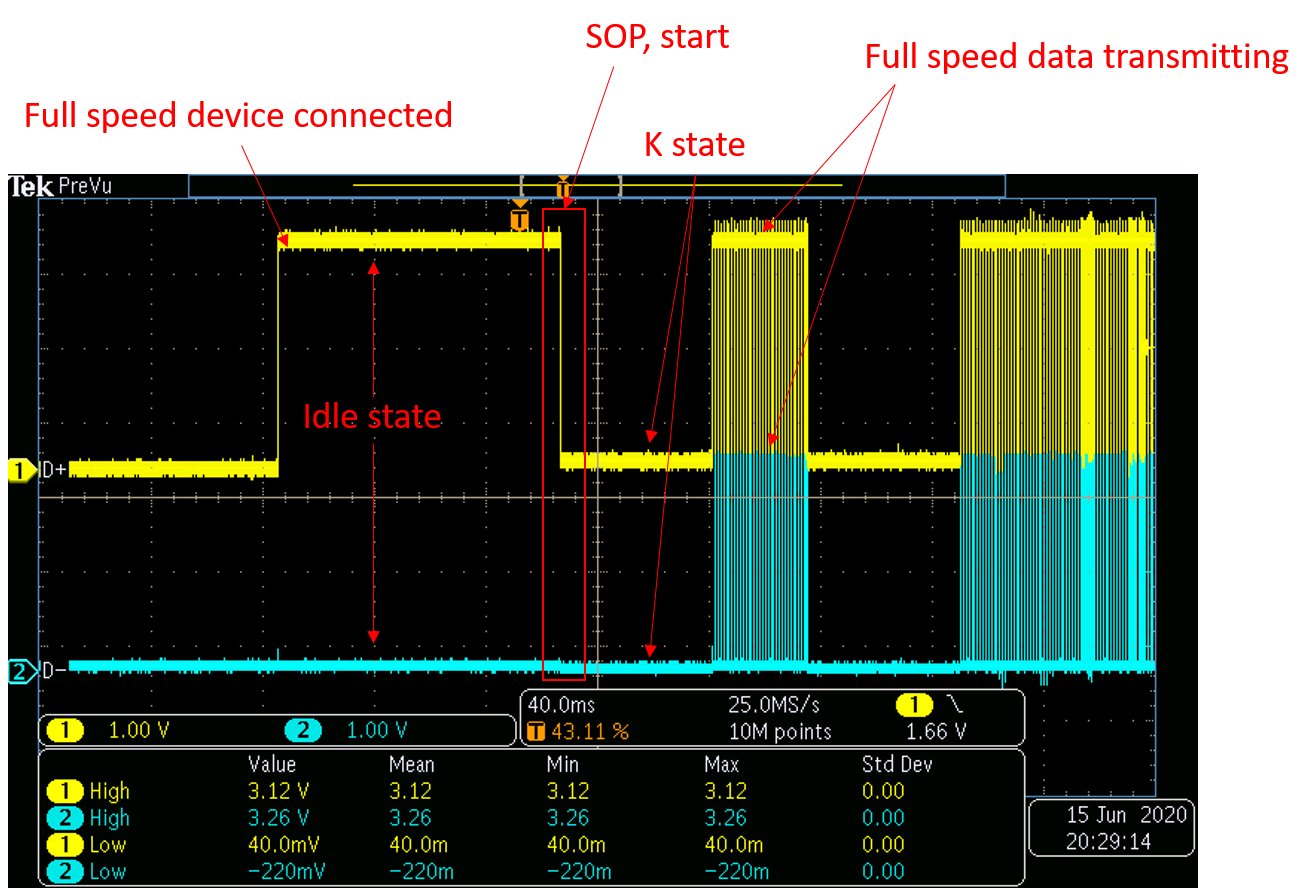 SOP, start
Full speed data transmitting
Full speed device connected
K state
Tek PreVu
T
T
Idle state
1 D+
2 D-
1 1.00 V 2 1.00 V
40.0ms 25.0MS/s 1
T 43.11 % 10M points 1.66 V
Value Mean Min Max Std Dev
1 High 3.12 V 3.12 3.12 3.12 0.00
2 High 3.26 V 3.26 3.26 3.26 0.00
1 Low 40.0mV 40.0m 40.0m 40.0m 0.00
2 Low -220mV -220m -220m -220m 0.00
15 Jun 2020
20:29:14